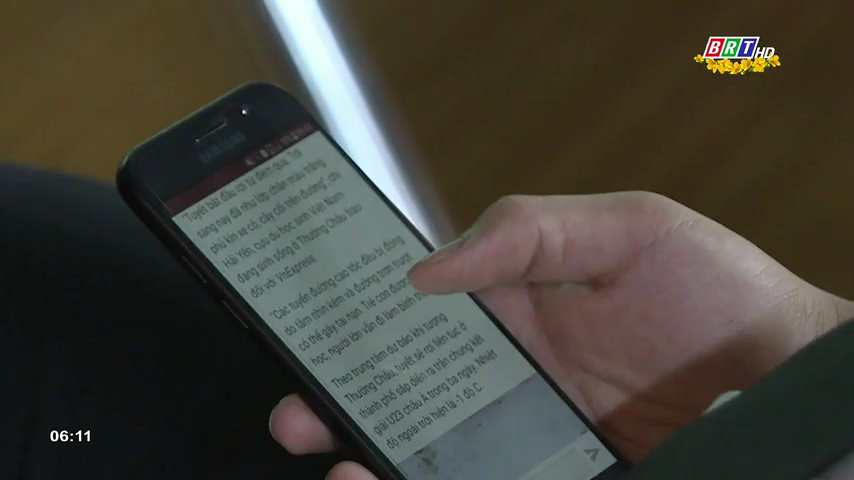 BRT HD
SAMSUNG
"Tuyết bắt đầu rơi từ đêm qua. Tới
sáng nay đã như lớp chăn màu trắng
phủ kín xe cộ, cây cối trên đường", chị
Hải Yến, cựu du học sinh Việt Nam
đang sinh sống ở Thường Châu trao
đổi với VnExpress.
"Các tuyến đường cao tốc đều bị đóng
do tầm nhìn kém và đường trơn trượt
có thể gây tai nạn. Trẻ con được
học, người lớn vẫn đi làm bình
Theo trung tâm dự báo khí tượng
Thường Châu, tuyết sẽ rơi liên tục ở
thành phố sắp diễn ra trận chung kết
giải U23 châu Á trong ba ngày. Nhiệt
độ ngoài trời hiện là -1 độ C.
06:11